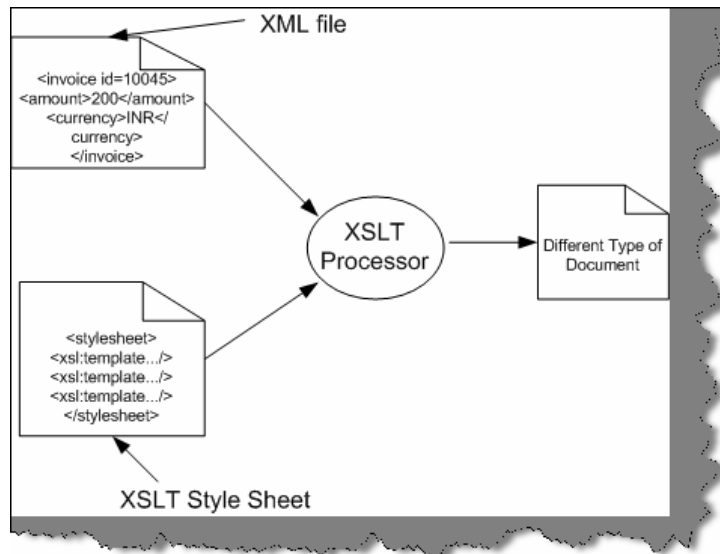 XML file
<invoice id=10045>
<amount>200</amount>
<currency>INR</
currency>
</invoice>
XSLT
Processor
Different Type of
Document
<stylesheet>
<xsl:template.../>
<xsl:template.../>
<xsl:template.../>
</stylesheet>
XSLT Style Sheet